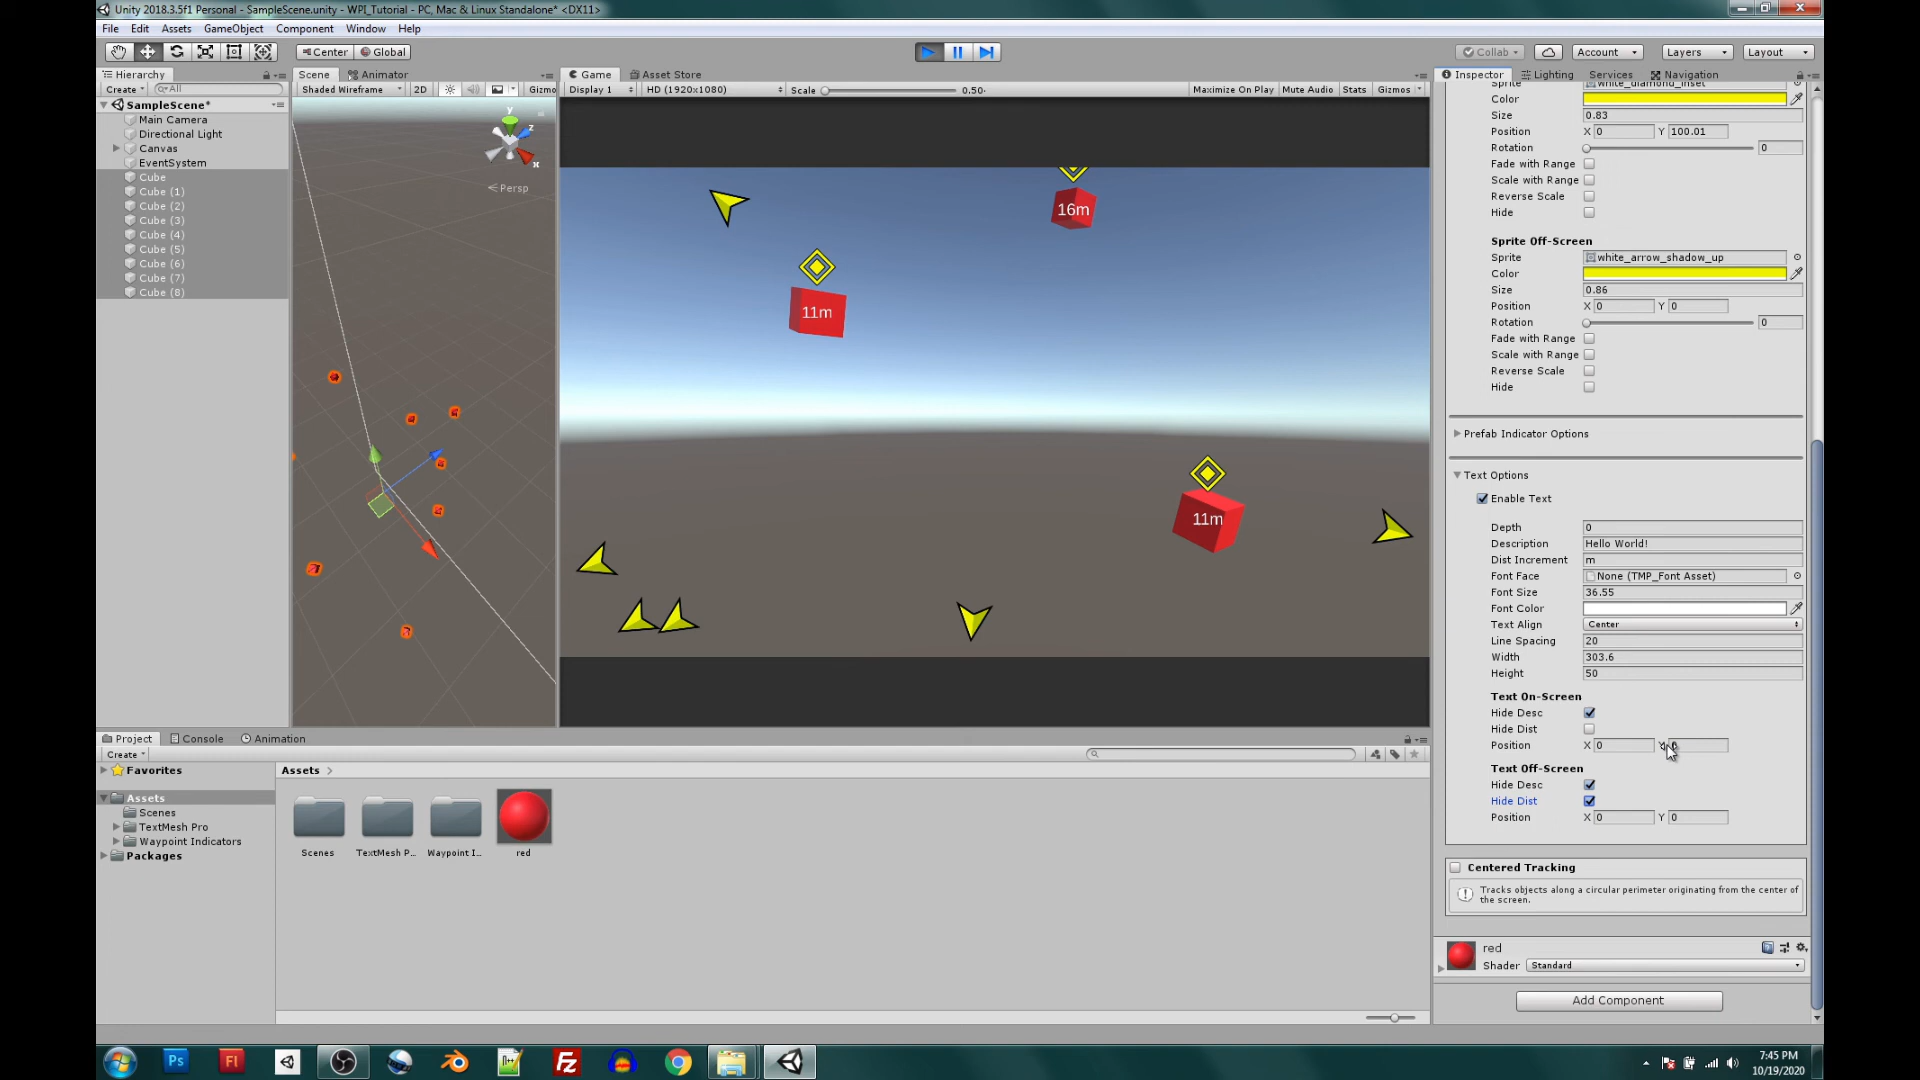 Unity 2018.3.5f1 Personal - SampleScene.unity - WPI_Tutorial - PC, Mac & Linux Standalone* <DX11>
File Edit Assets GameObject Component Window Help
Center Global
Collab Account Layers Layout
Hierarchy
Scene Animator
Game Asset Store
Inspector Lighting Services Navigation
Create All
Shaded Wireframe 2D Gizmo
Display 1 HD (1920x1080) Scale 0.50
Maximize On Play Mute Audio Stats Gizmos
SampleScene*
Main Camera
Directional Light
Canvas
EventSystem
Cube
Cube (1)
Cube (2)
Cube (3)
Cube (4)
Cube (5)
Cube (6)
Cube (7)
Cube (8)
y
z
x
Persp
16m
11m
11m
Sprite white_diamond_inset
Color
Size 0.83
Position X 0 Y 100.01
Rotation 0
Fade with Range
Scale with Range
Reverse Scale
Hide
Sprite Off-Screen
Sprite white_arrow_shadow_up
Color
Size 0.86
Position X 0 Y 0
Rotation 0
Fade with Range
Scale with Range
Reverse Scale
Hide
Prefab Indicator Options
Text Options
Enable Text
Depth 0
Description Hello World!
Dist Increment m
Font Face None (TMP_Font Asset)
Font Size 36.55
Font Color
Text Align Center
Line Spacing 20
Width 303.6
Height 50
Text On-Screen
Hide Desc
Hide Dist
Position X 0
Text Off-Screen
Hide Desc
Hide Dist
Position X 0 Y 0
Centered Tracking
Tracks objects along a circular perimeter originating from the center of
the screen.
red
Shader Standard
Add Component
Project Console Animation
Create
Favorites
Assets
Scenes
TextMesh Pro
Waypoint Indicators
Packages
Assets
Scenes TextMesh P... Waypoint I... red
Ps Fl Fz
7:45 PM
10/19/2020